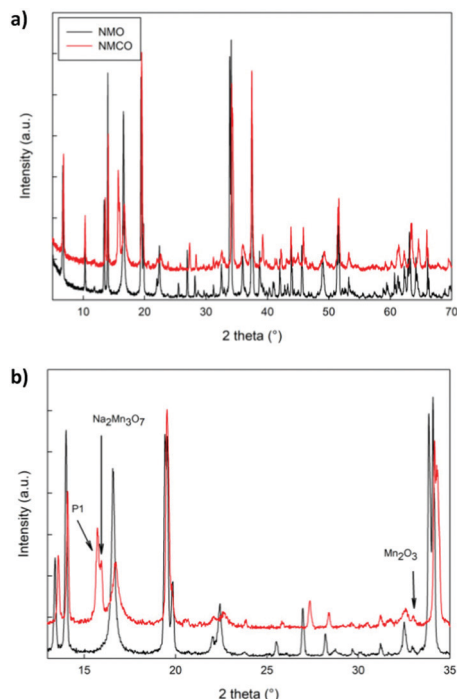 a)
NMO
NMCO
Intensity (a.u.)
10 20 30 40 50 60 70
2 theta (°)
b)
Na₂Mn₃O₇
P1
Mn₂O₃
Intensity (a.u.)
15 20 25 30 35
2 theta (°)